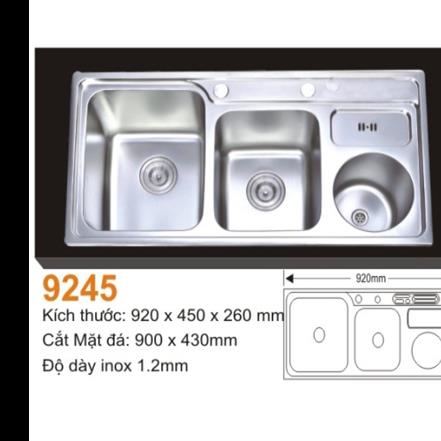 920mm
9245
Kích thước: 920 x 450 x 260 mm
Cắt Mặt đá: 900 x 430mm
Độ dày inox 1.2mm